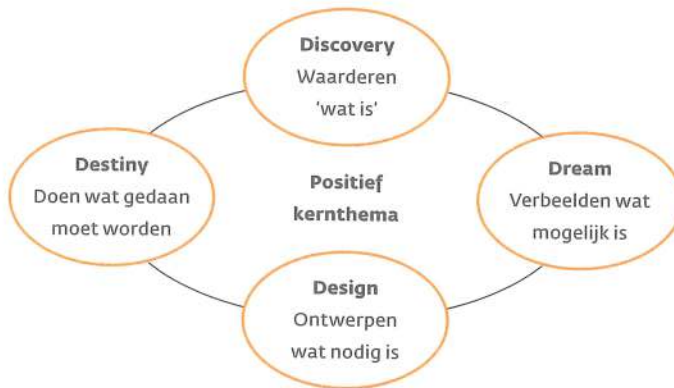 Discovery
Waarderen
'wat is'
Destiny
Doen wat gedaan
moet worden
Positief
kernthema
Dream
Verbeelden wat
mogelijk is
Design
Ontwerpen
wat nodig is